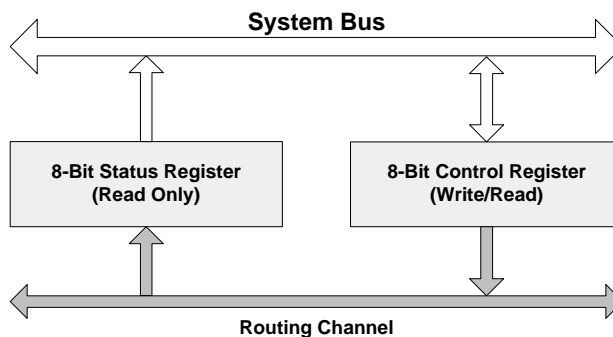 System Bus
8-Bit Status Register
(Read Only)
8-Bit Control Register
(Write/Read)
Routing Channel